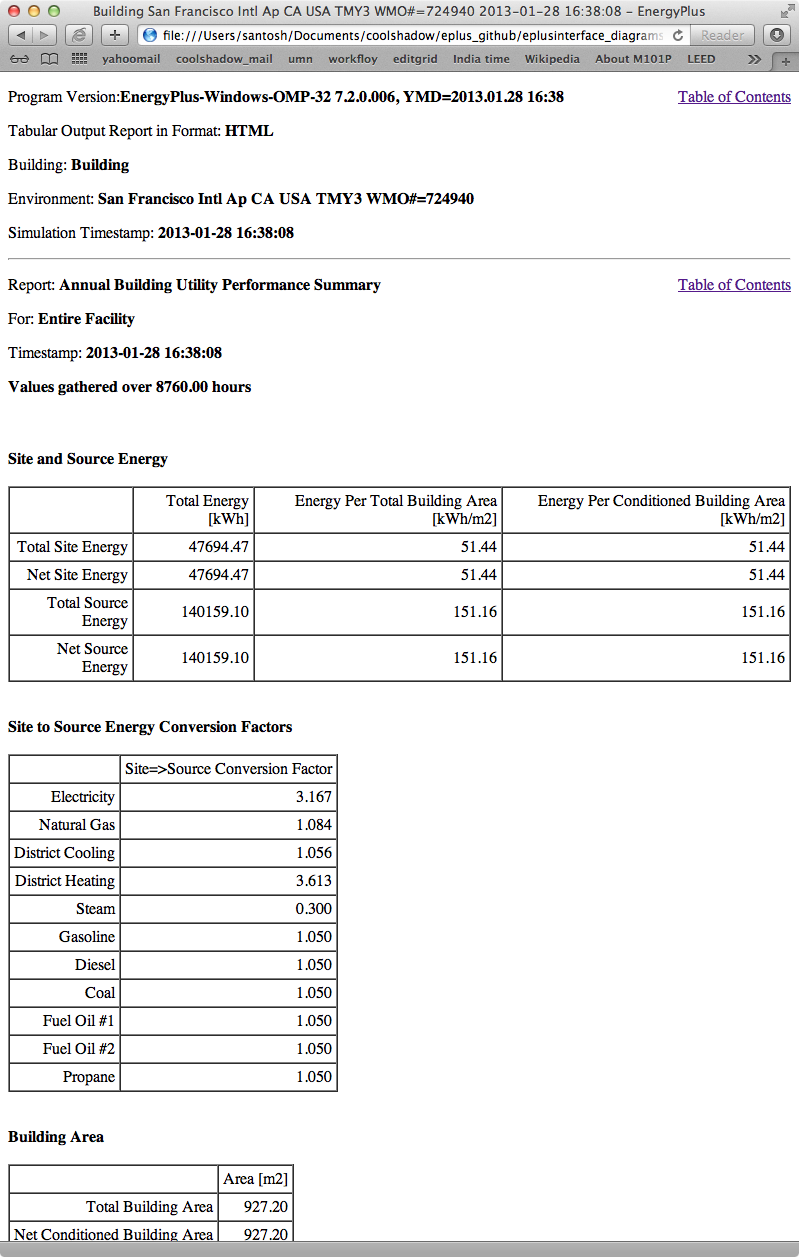 Building San Francisco Intl Ap CA USA TMY3 WMO#=724940 2013-01-28 16:38:08 - EnergyPlus
file:///Users/santosh/Documents/coolshadow/eplus_github/eplusinterface_diagrams Reader
yahoomail coolshadow_mail umn workfloy editgrid India time Wikipedia About M101P LEED
Program Version:EnergyPlus-Windows-OMP-32 7.2.0.006, YMD=2013.01.28 16:38 Table of Contents
Tabular Output Report in Format: HTML
Building: Building
Environment: San Francisco Intl Ap CA USA TMY3 WMO#=724940
Simulation Timestamp: 2013-01-28 16:38:08
Report: Annual Building Utility Performance Summary Table of Contents
For: Entire Facility
Timestamp: 2013-01-28 16:38:08
Values gathered over 8760.00 hours
Site and Source Energy
Total Energy Energy Per Total Building Area Energy Per Conditioned Building Area
[kWh] [kWh/m2] [kWh/m2]
Total Site Energy 47694.47 51.44 51.44
Net Site Energy 47694.47 51.44 51.44
Total Source
Energy 140159.10 151.16 151.16
Net Source
Energy 140159.10 151.16 151.16
Site to Source Energy Conversion Factors
Site=>Source Conversion Factor
Electricity 3.167
Natural Gas 1.084
District Cooling 1.056
District Heating 3.613
Steam 0.300
Gasoline 1.050
Diesel 1.050
Coal 1.050
Fuel Oil #1 1.050
Fuel Oil #2 1.050
Propane 1.050
Building Area
Area [m2]
Total Building Area 927.20
Net Conditioned Building Area 927.20